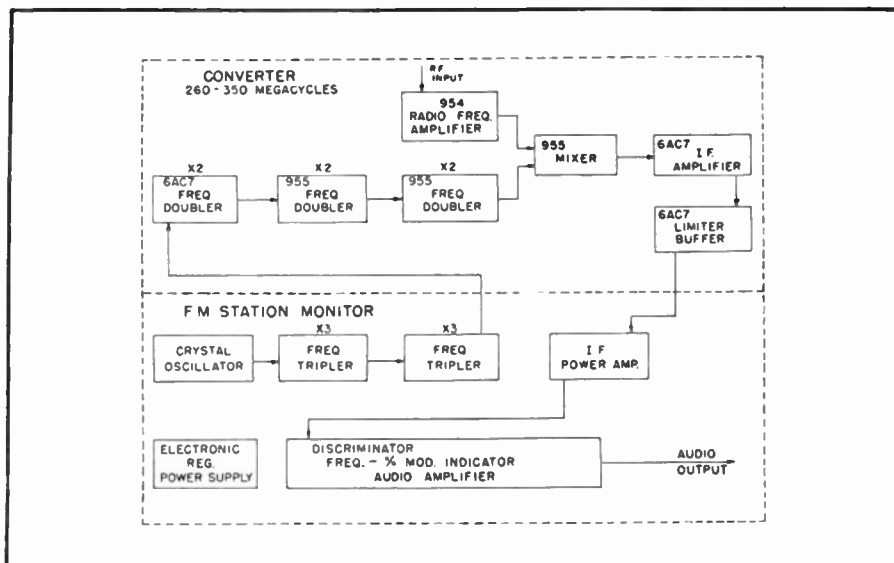 CONVERTER
260-350 MEGACYCLES
RF
INPUT
954
RADIO FREQ.
AMPLIFIER
955
MIXER
6AC7
I.F.
AMPLIFIER
X2
6AC7
FREQ
DOUBLER
X2
955
FREQ
DOUBLER
X2
955
FREQ
DOUBLER
6AC7
LIMITER
BUFFER
FM STATION MONITOR
CRYSTAL
OSCILLATOR
X3
FREQ
TRIPLER
X3
FREQ
TRIPLER
I F
POWER AMP.
ELECTRONIC
REG.
POWER SUPPLY
DISCRIMINATOR
FREQ. - % MOD. INDICATOR
AUDIO AMPLIFIER
AUDIO
OUTPUT